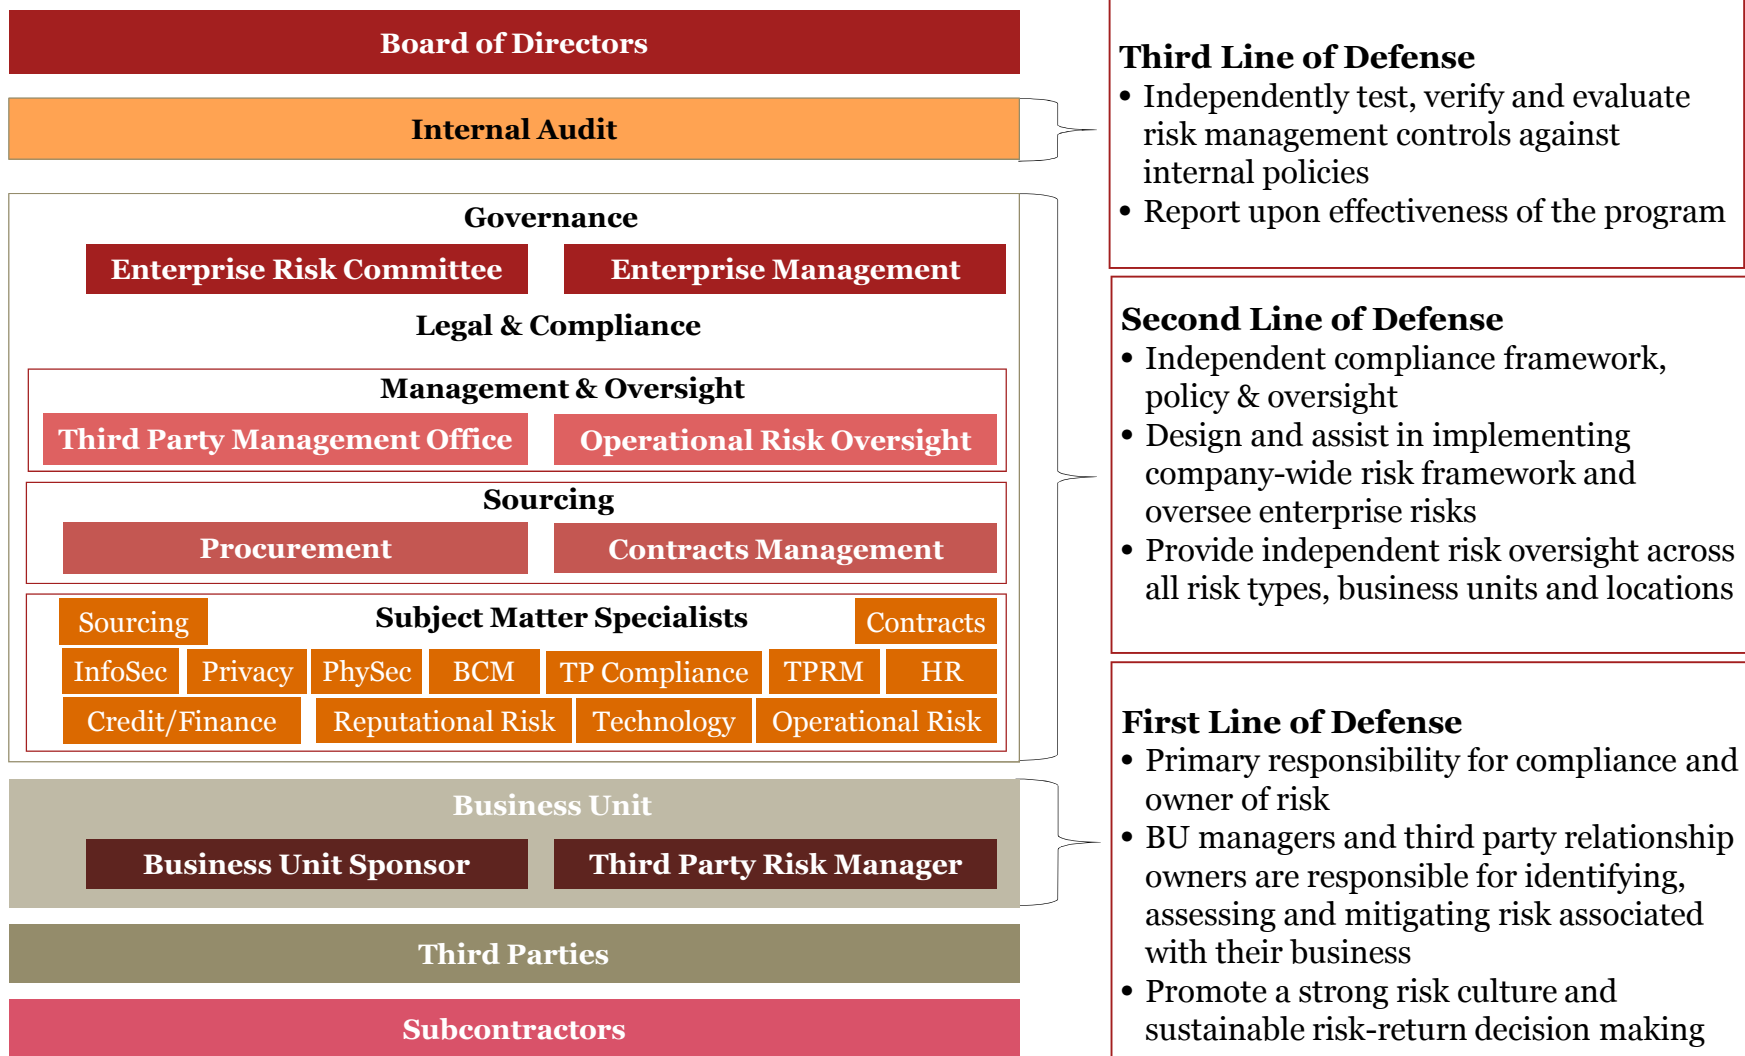 Board of Directors
Internal Audit
Governance
Enterprise Risk Committee
Enterprise Management
Legal & Compliance
Management & Oversight
Third Party Management Office
Operational Risk Oversight
Sourcing
Procurement
Contracts Management
Sourcing
Subject Matter Specialists
Contracts
InfoSec
Privacy
PhySec
BCM
TP Compliance
TPRM
HR
Credit/Finance
Reputational Risk
Technology
Operational Risk
Business Unit
Business Unit Sponsor
Third Party Risk Manager
Third Parties
Subcontractors
Third Line of Defense
• Independently test, verify and evaluate
risk management controls against
internal policies
• Report upon effectiveness of the program
Second Line of Defense
• Independent compliance framework,
policy & oversight
• Design and assist in implementing
company-wide risk framework and
oversee enterprise risks
• Provide independent risk oversight across
all risk types, business units and locations
First Line of Defense
• Primary responsibility for compliance and
owner of risk
• BU managers and third party relationship
owners are responsible for identifying,
assessing and mitigating risk associated
with their business
• Promote a strong risk culture and
sustainable risk-return decision making